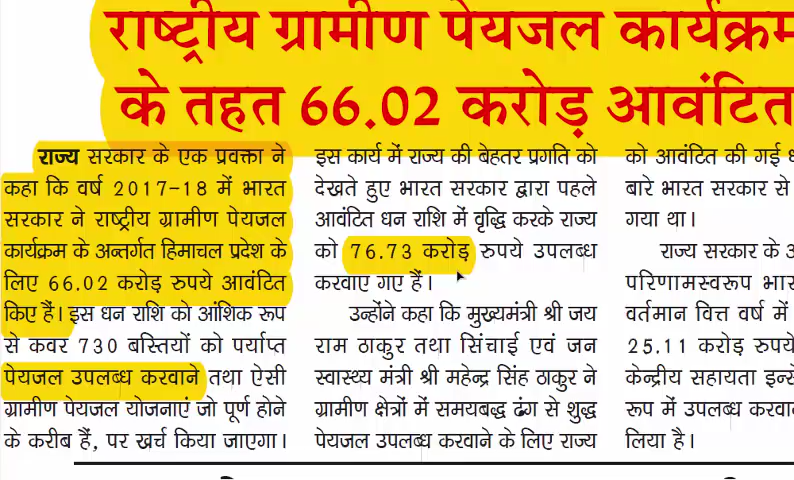 राष्ट्रीय ग्रामीण पेयजल कार्यक्रम
के तहत 66.02 करोड़ आवंटित
राज्य सरकार के एक प्रवक्ता ने
कहा कि वर्ष 2017-18 में भारत
सरकार ने राष्ट्रीय ग्रामीण पेयजल
कार्यक्रम के अन्तर्गत हिमाचल प्रदेश के
लिए 66.02 करोड़ रुपये आवंटित
किए हैं। इस धन राशि को आंशिक रूप
से कवर 730 बस्तियों को पर्याप्त
पेयजल उपलब्ध करवाने तथा ऐसी
ग्रामीण पेयजल योजनाएं जो पूर्ण होने
के करीब हैं, पर खर्च किया जाएगा।
इस कार्य में राज्य की बेहतर प्रगति को
देखते हुए भारत सरकार द्वारा पहले
आवंटित धन राशि में वृद्धि करके राज्य
को 76.73 करोड़ रुपये उपलब्ध
करवाए गए हैं।
उन्होंने कहा कि मुख्यमंत्री श्री जय
राम ठाकुर तथा सिंचाई एवं जन
स्वास्थ्य मंत्री श्री महेन्द्र सिंह ठाकुर ने
ग्रामीण क्षेत्रों में समयबद्ध ढंग से शुद्ध
पेयजल उपलब्ध करवाने के लिए राज्य
को आवंटित की गई
बारे भारत सरकार से
गया था।
राज्य सरकार के
परिणामस्वरूप
वर्तमान वित्त वर्ष में
25.11 करोड़ रुपये
केन्द्रीय सहायता
रूप में उपलब्ध
लिया है।